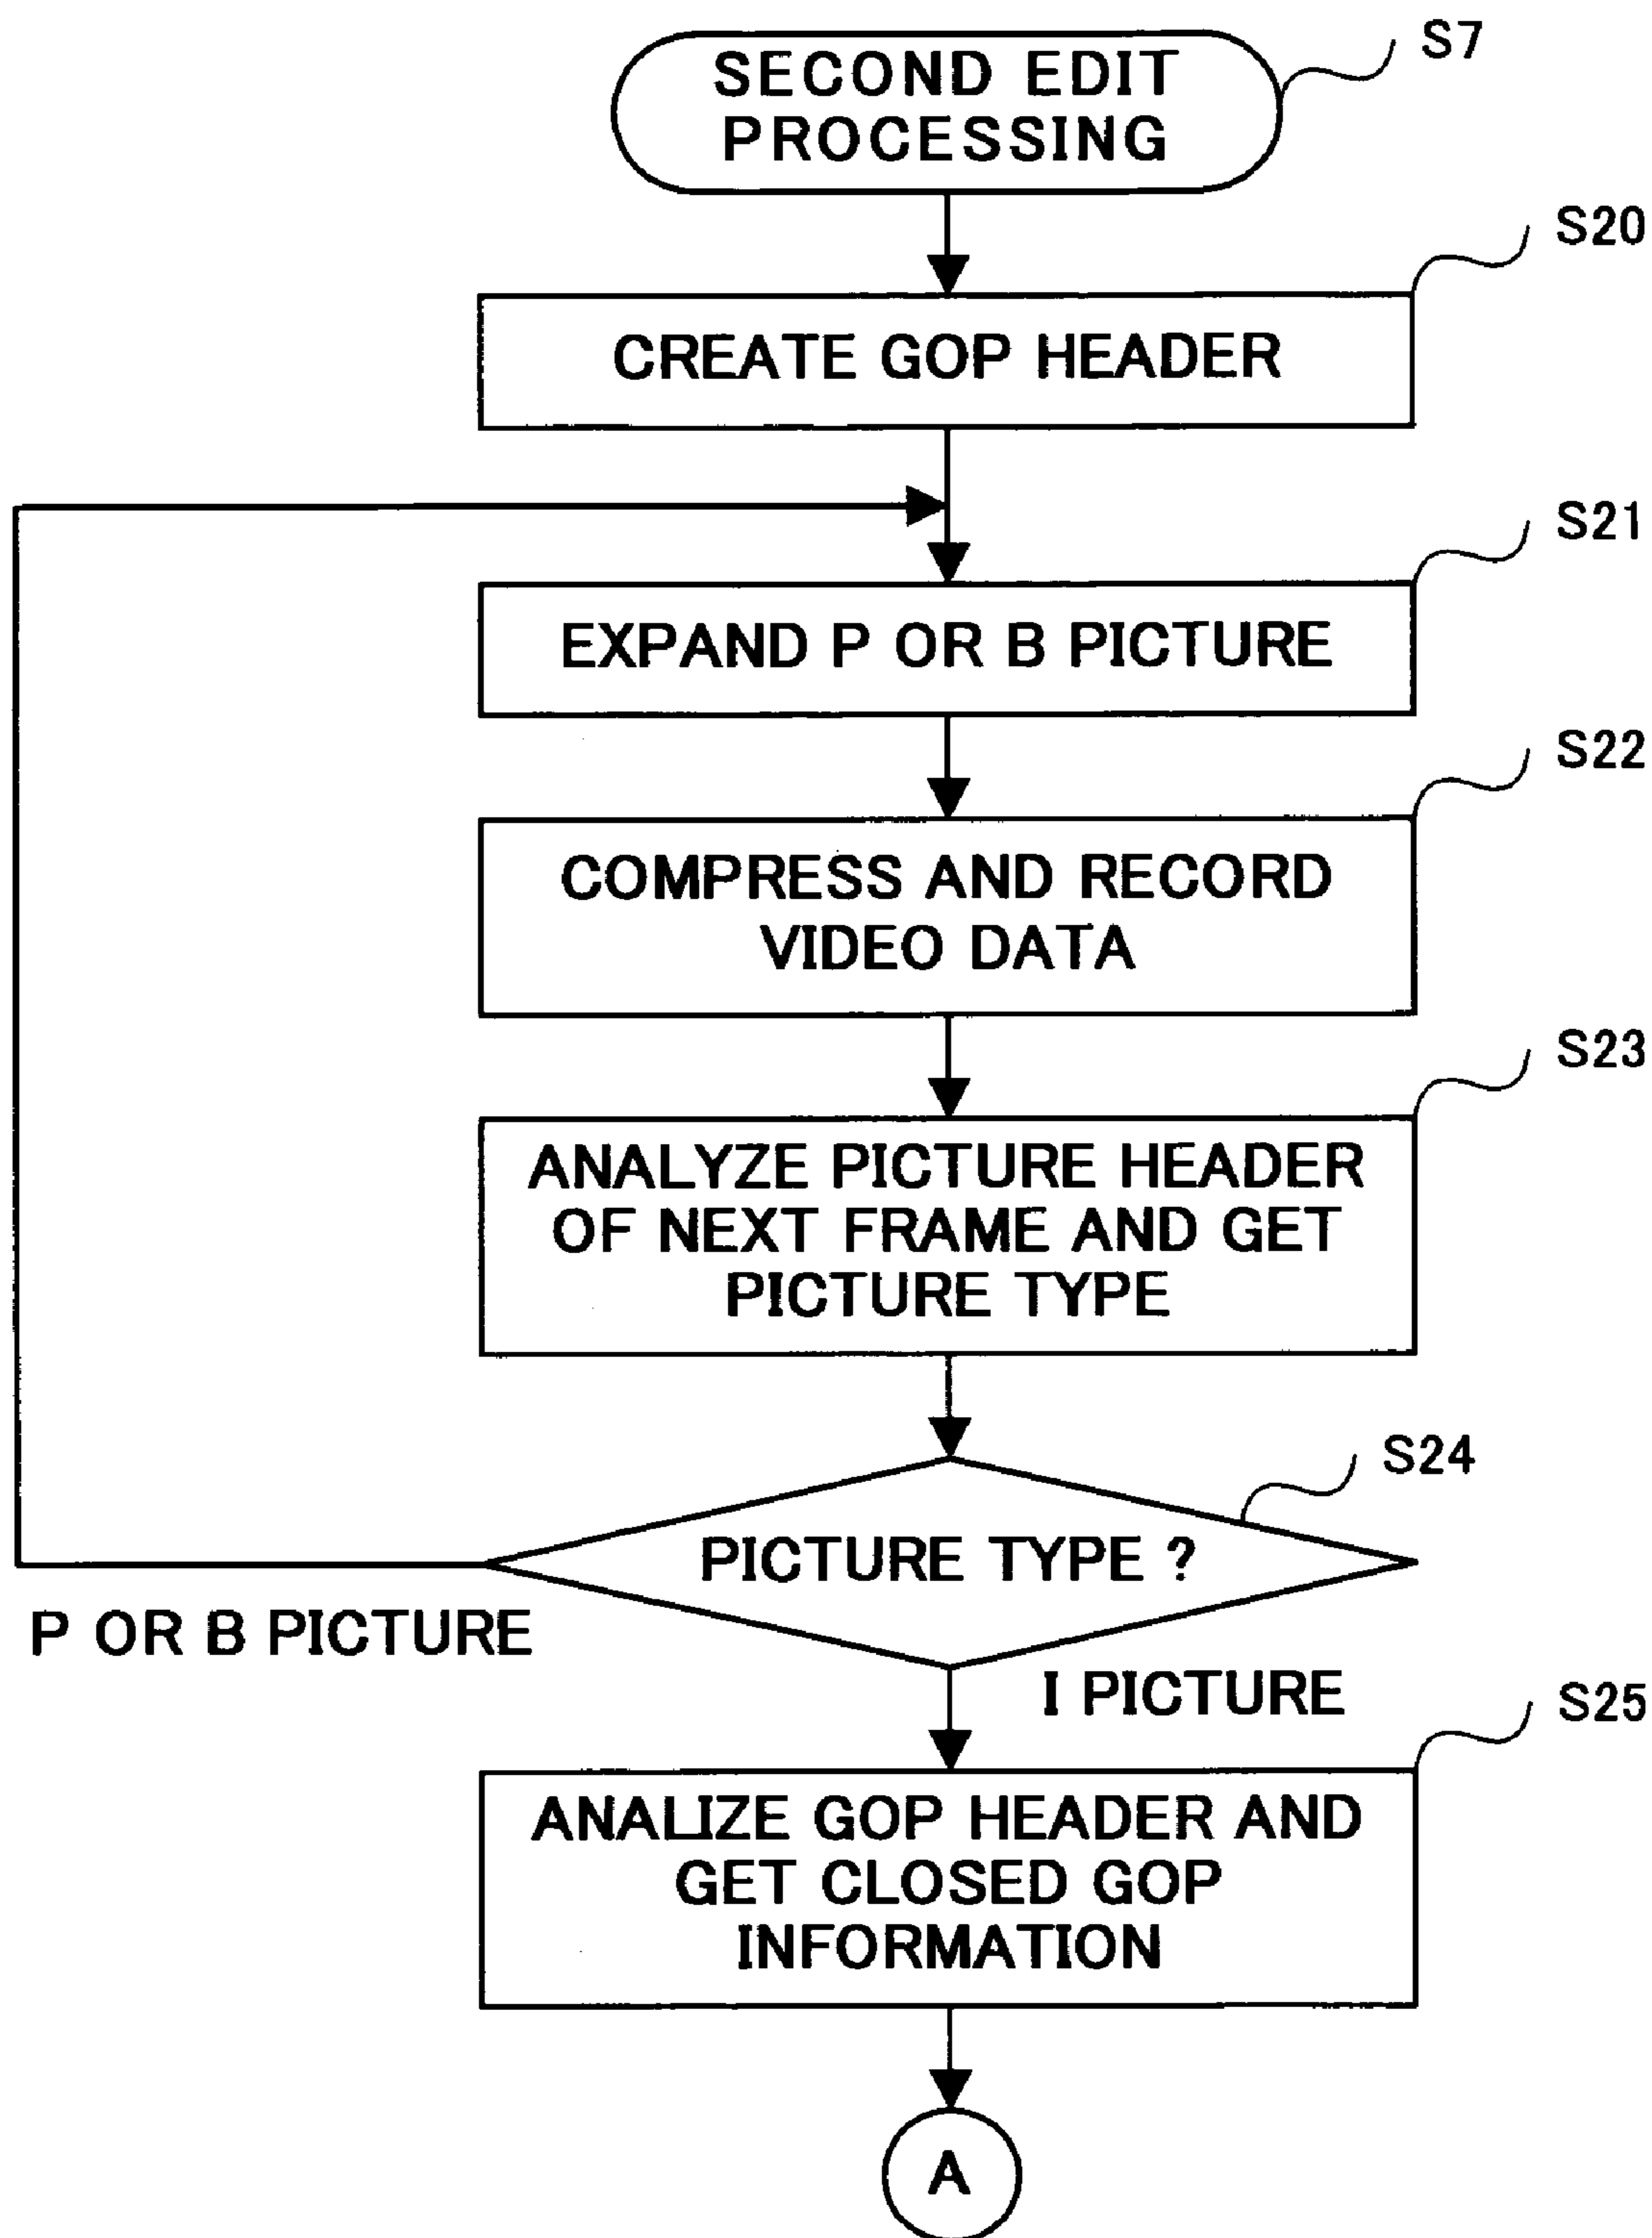 SECOND EDIT
PROCESSING
S7
CREATE GOP HEADER
S20
EXPAND P OR B PICTURE
S21
COMPRESS AND RECORD
VIDEO DATA
S22
ANALYZE PICTURE HEADER
OF NEXT FRAME AND GET
PICTURE TYPE
S23
PICTURE TYPE ?
S24
P OR B PICTURE
I PICTURE
ANALIZE GOP HEADER AND
GET CLOSED GOP
INFORMATION
S25
A